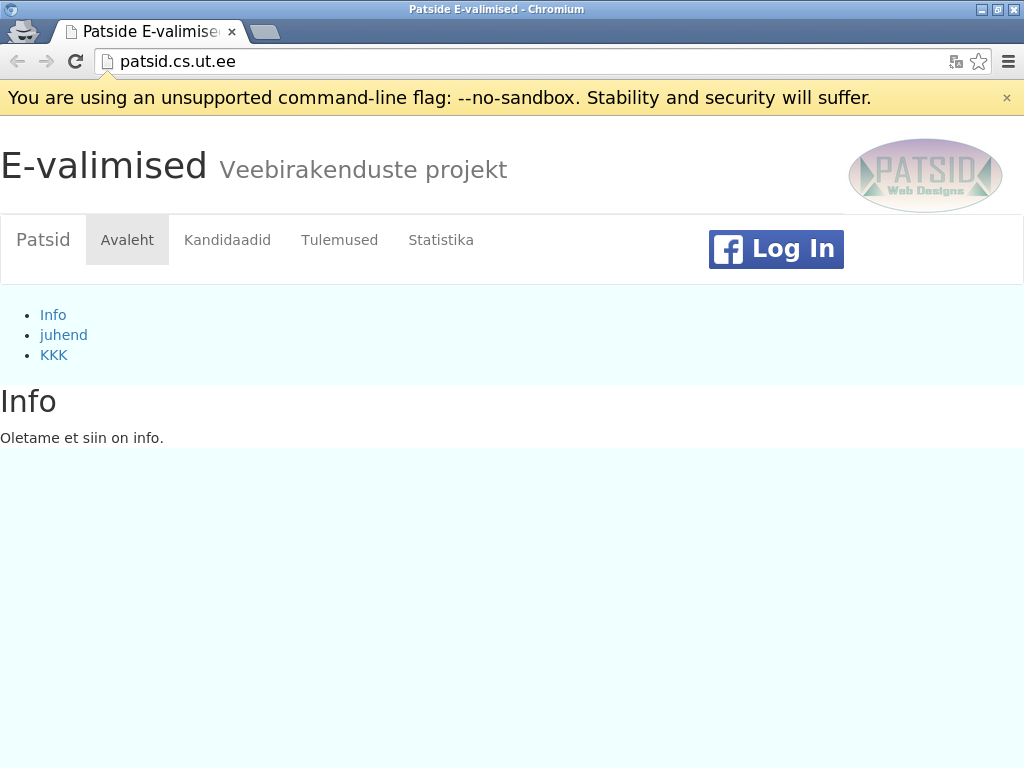 Patside E-valimised - Chromium
Patside E-valimise
patsid.cs.ut.ee
You are using an unsupported command-line flag: --no-sandbox. Stability and security will suffer.
E-valimised Veebirakenduste projekt
PATSID
Web Designs
Patsid Avaleht Kandidaadid Tulemused Statistika Log In
Info
juhend
KKK
Info
Oletame et siin on info.